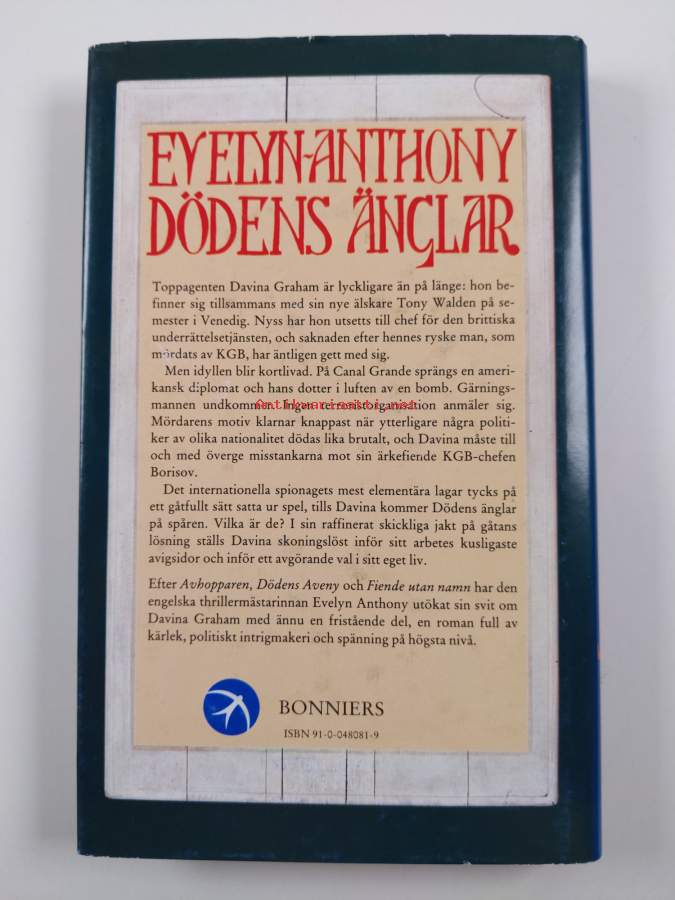 EVELYN-ANTHONY
DÖDENS ÄNGLAR
Toppagenten Davina Graham är lyckligare än på länge: hon be-
finner sig tillsammans med sin nye älskare Tony Walden på se-
mester i Venedig. Nyss har hon utsetts till chef för den brittiska
underrättelsetjänsten, och saknaden efter hennes ryske man, som
mördats av KGB, har äntligen gett med sig.
Men idyllen blir kortlivad. På Canal Grande sprängs en ameri-
kansk diplomat och hans dotter i luften av en bomb. Gärnings-
mannen undkommer. Ingen terroristorganisation anmäler sig.
antikvariaatti.net
Mördarens motiv klarnar knappast när ytterligare några politi-
ker av olika nationalitet dödas lika brutalt, och Davina måste till
och med överge misstankarna mot sin ärkefiende KGB-chefen
Borisov.
Det internationella spionagets mest elementära lagar tycks på
ett gåtfullt sätt satta ur spel, tills Davina kommer Dödens änglar
på spåren. Vilka är de? I sin raffinerat skickliga jakt på gåtans
lösning ställs Davina skoningslöst inför sitt arbetes kusligaste
avigsidor och inför ett avgörande val i sitt eget liv.
Efter Avhopparen, Dödens Aveny och Fiende utan namn har den
engelska thrillermästarinnan Evelyn Anthony utökat sin svit om
Davina Graham med ännu en fristående del, en roman full av
kärlek, politiskt intrigmakeri och spänning på högsta nivå.
BONNIERS
ISBN 91-0-048081-9